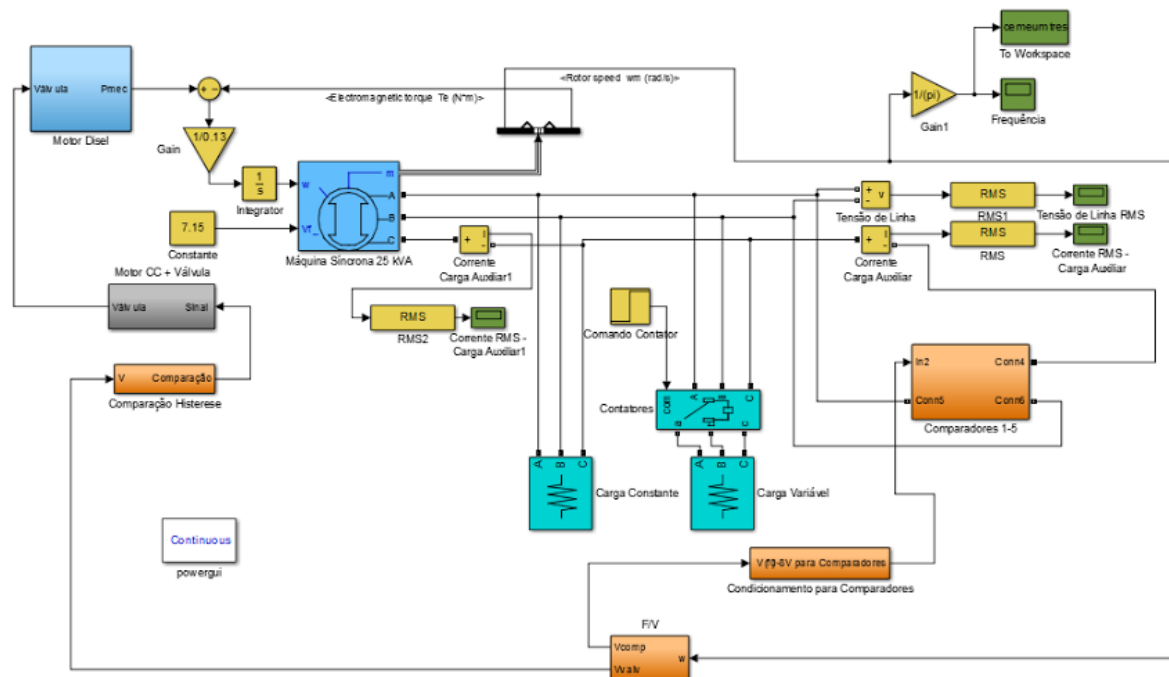 cemeumtres
To Workspace
<Rotor speed wm (rad/s)>
Válvula Pmec
Motor Disel
+ -
<Electromagnetic torque Te (N*m)>
1/(pi)
Gain1
Frequência
1/0.13
Gain
1
s
Integrator
w
m
A
B
C
Vf_
Máquina Síncrona 25 kVA
7.15
Constante
+
-
v
Tensão de Linha
RMS
RMS1
Tensão de Linha RMS
+
-
i
Corrente
Carga Auxiliar1
+
-
i
Corrente
Carga Auxiliar
RMS
RMS
Corrente RMS -
Carga Auxiliar
Motor CC + Válvula
Válvula Sinal
RMS
RMS2
Corrente RMS -
Carga Auxiliar1
Comando Contator
In2 Conn4
Conn5 Conn6
Comparadores 1-5
V Comparação
Comparação Histerese
Contatores
com A B C
a c
A B C
Carga Constante
A B C
Carga Variável
Continuous
powergui
para Comparadores
Condicionamento para Comparadores
F/V
Vcomp
Vvalv
w